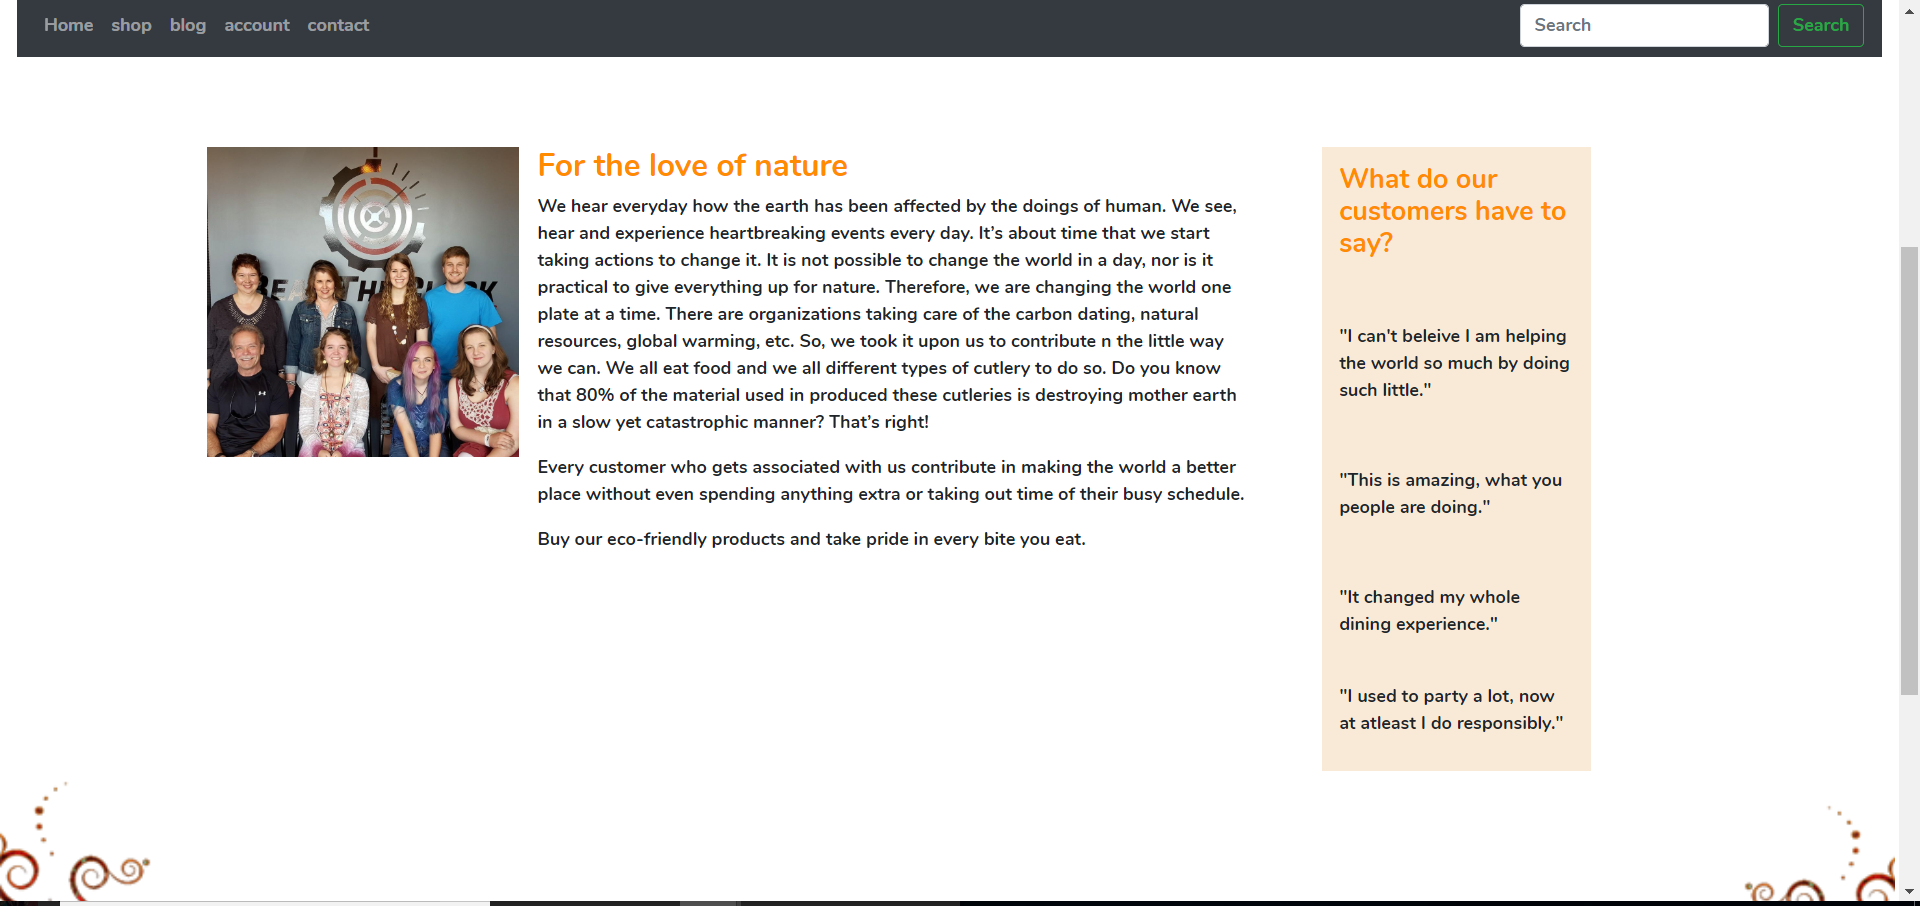 Home shop blog account contact
Search Search
For the love of nature
We hear everyday how the earth has been affected by the doings of human. We see,
hear and experience heartbreaking events every day. It’s about time that we start
taking actions to change it. It is not possible to change the world in a day, nor is it
practical to give everything up for nature. Therefore, we are changing the world one
plate at a time. There are organizations taking care of the carbon dating, natural
resources, global warming, etc. So, we took it upon us to contribute n the little way
we can. We all eat food and we all different types of cutlery to do so. Do you know
that 80% of the material used in produced these cutleries is destroying mother earth
in a slow yet catastrophic manner? That’s right!
Every customer who gets associated with us contribute in making the world a better
place without even spending anything extra or taking out time of their busy schedule.
Buy our eco-friendly products and take pride in every bite you eat.
What do our
customers have to
say?
"I can't beleive I am helping
the world so much by doing
such little."
"This is amazing, what you
people are doing."
"It changed my whole
dining experience."
"I used to party a lot, now
at atleast I do responsibly."